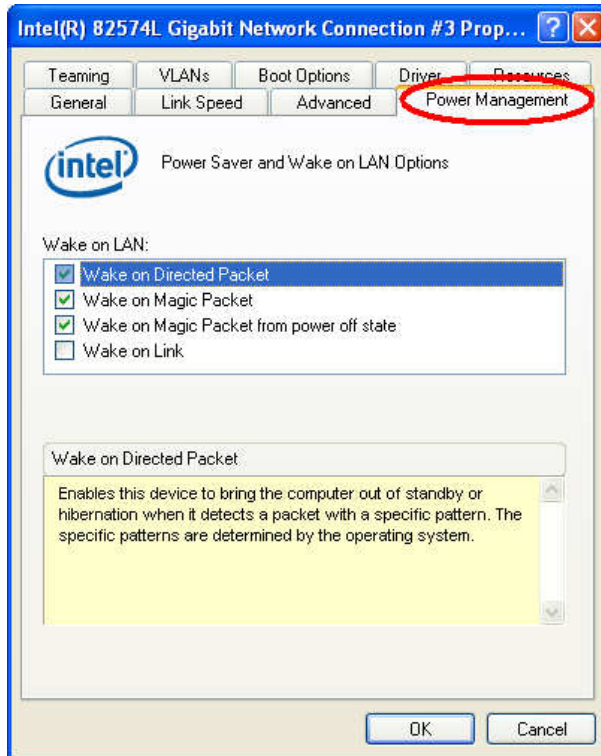 Intel(R) 82574L Gigabit Network Connection #3 Prop...
Teaming VLANs Boot Options Driver Resources
General Link Speed Advanced Power Management
intel
Power Saver and Wake on LAN Options
Wake on LAN:
Wake on Directed Packet
Wake on Magic Packet
Wake on Magic Packet from power off state
Wake on Link
Wake on Directed Packet
Enables this device to bring the computer out of standby or
hibernation when it detects a packet with a specific pattern. The
specific patterns are determined by the operating system.
OK Cancel